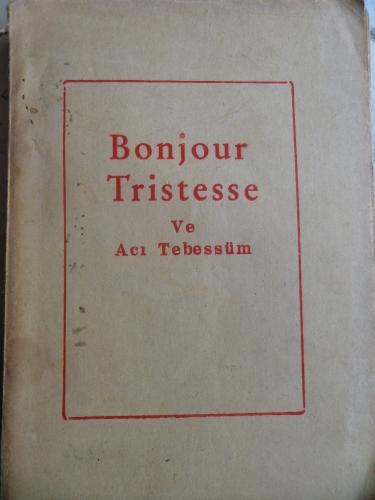 Bonjour
Tristesse
Ve
Acı Tebessüm